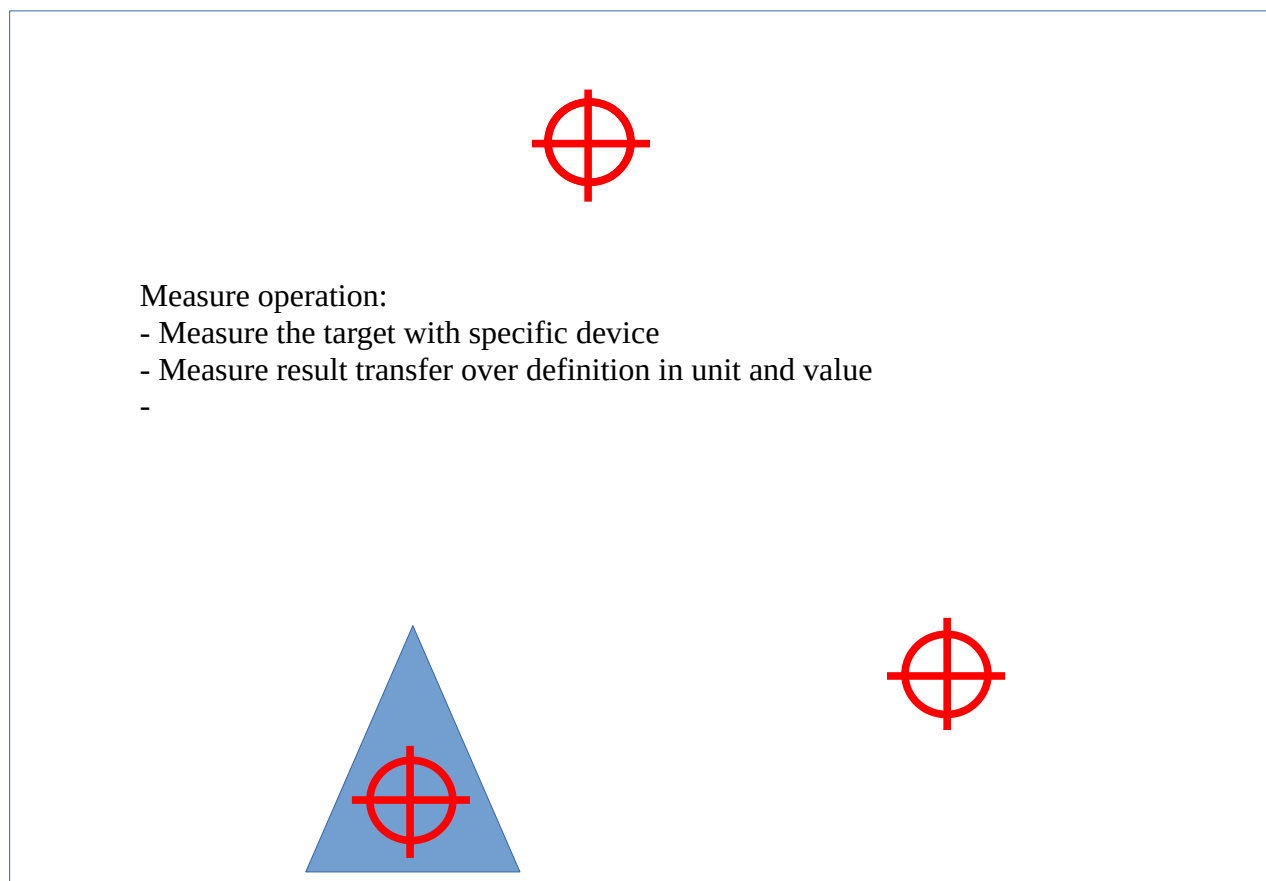 Measure operation:
- Measure the target with specific device
- Measure result transfer over definition in unit and value
-